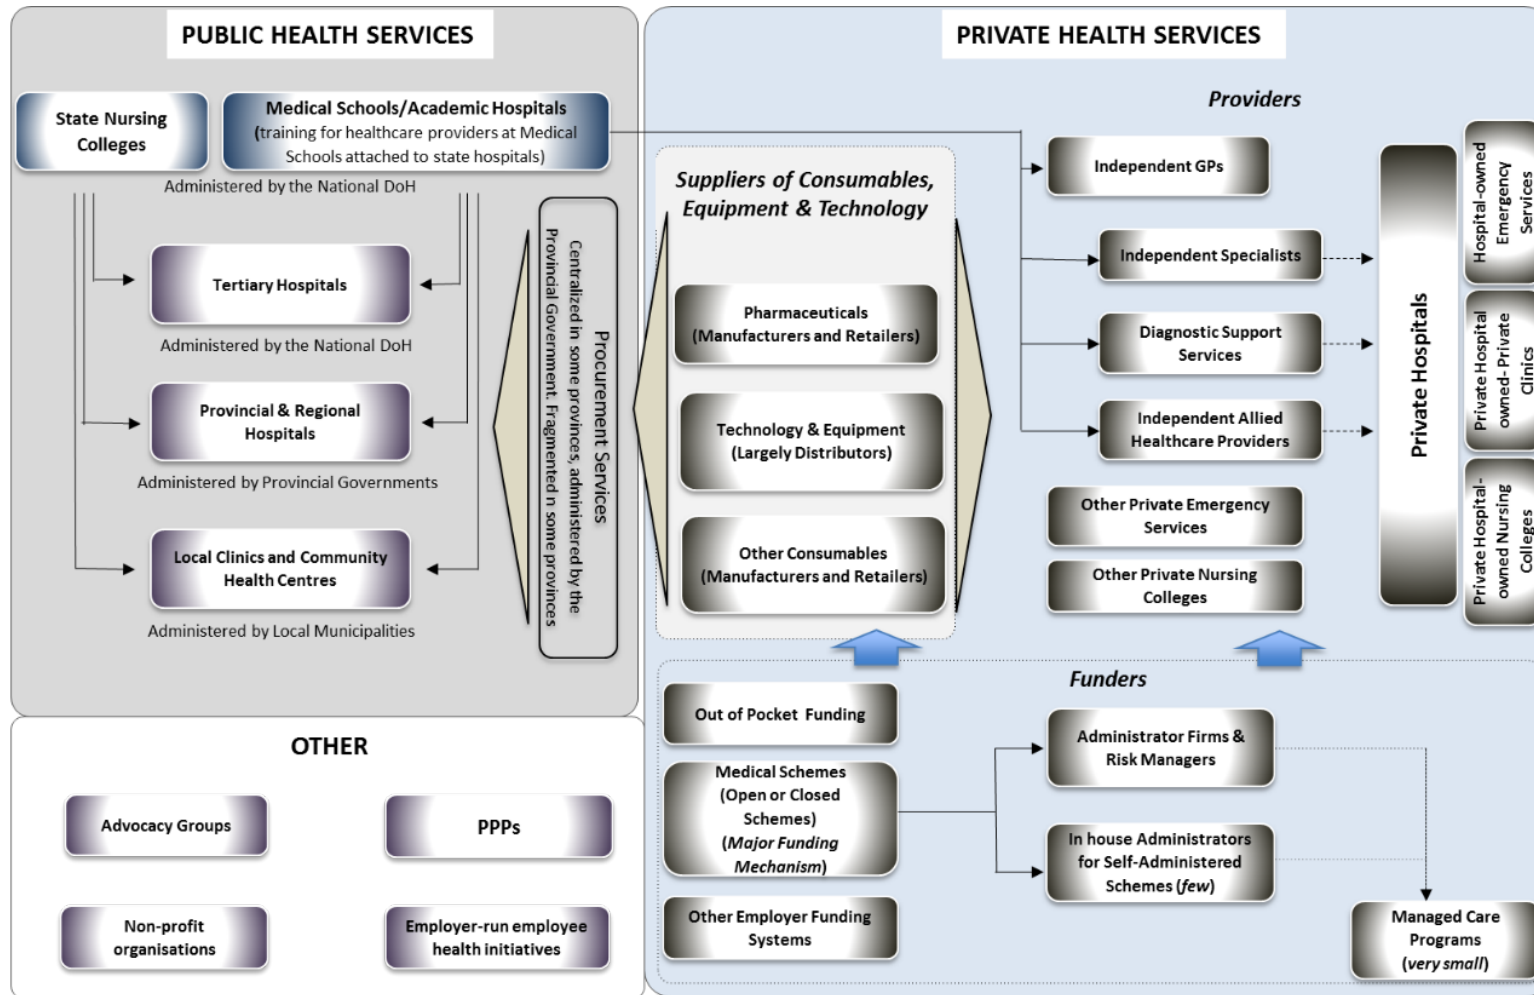 PUBLIC HEALTH SERVICES
State Nursing
Colleges
Medical Schools/Academic Hospitals
(training for healthcare providers at Medical
Schools attached to state hospitals)
Administered by the National DoH
Tertiary Hospitals
Administered by the National DoH
Provincial & Regional
Hospitals
Administered by Provincial Governments
Local Clinics and Community
Health Centres
Administered by Local Municipalities
Procurement Services
Centralized in some provinces, administered by the
Provincial Government. Fragmented n some provinces
OTHER
Advocacy Groups
PPPs
Non-profit
organisations
Employer-run employee
health initiatives
PRIVATE HEALTH SERVICES
Suppliers of Consumables,
Equipment & Technology
Pharmaceuticals
(Manufacturers and Retailers)
Technology & Equipment
(Largely Distributors)
Other Consumables
(Manufacturers and Retailers)
Providers
Independent GPs
Independent Specialists
Diagnostic Support
Services
Independent Allied
Healthcare Providers
Other Private Emergency
Services
Other Private Nursing
Colleges
Private Hospitals
Hospital-owned
Emergency
Services
Private Hospital
owned- Private
Clinics
Private Hospital-
owned Nursing
Colleges
Funders
Out of Pocket Funding
Medical Schemes
(Open or Closed
Schemes)
(Major Funding
Mechanism)
Other Employer Funding
Systems
Administrator Firms &
Risk Managers
In house Administrators
for Self-Administered
Schemes (few)
Managed Care
Programs
(very small)